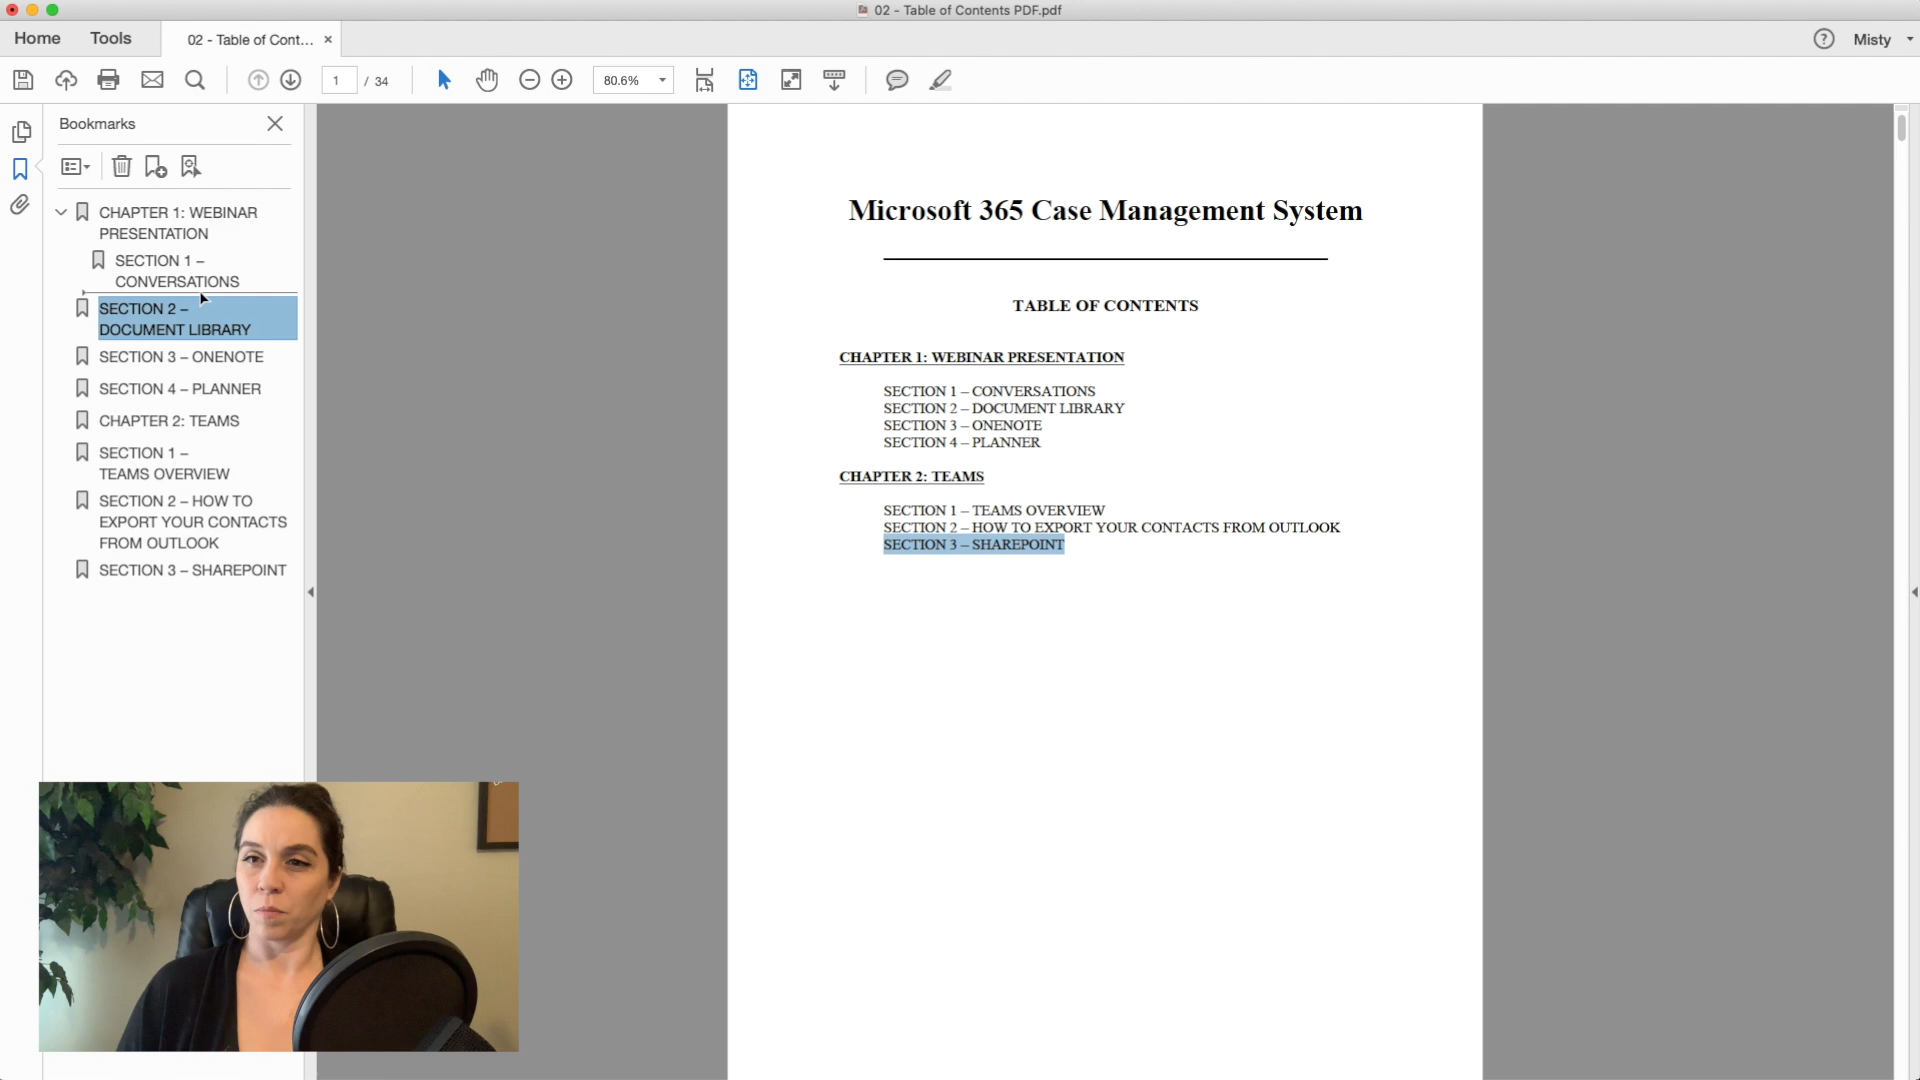 02 - Table of Contents PDF.pdf
Home
Tools
02 - Table of Cont...
Misty
1
/ 34
80.6%
Bookmarks
CHAPTER 1: WEBINAR
PRESENTATION
SECTION 1 –
CONVERSATIONS
SECTION 2 –
DOCUMENT LIBRARY
SECTION 3 – ONENOTE
SECTION 4 – PLANNER
CHAPTER 2: TEAMS
SECTION 1 –
TEAMS OVERVIEW
SECTION 2 – HOW TO
EXPORT YOUR CONTACTS
FROM OUTLOOK
SECTION 3 – SHAREPOINT
Microsoft 365 Case Management System
TABLE OF CONTENTS
CHAPTER 1: WEBINAR PRESENTATION
SECTION 1 – CONVERSATIONS
SECTION 2 – DOCUMENT LIBRARY
SECTION 3 – ONENOTE
SECTION 4 – PLANNER
CHAPTER 2: TEAMS
SECTION 1 – TEAMS OVERVIEW
SECTION 2 – HOW TO EXPORT YOUR CONTACTS FROM OUTLOOK
SECTION 3 – SHAREPOINT